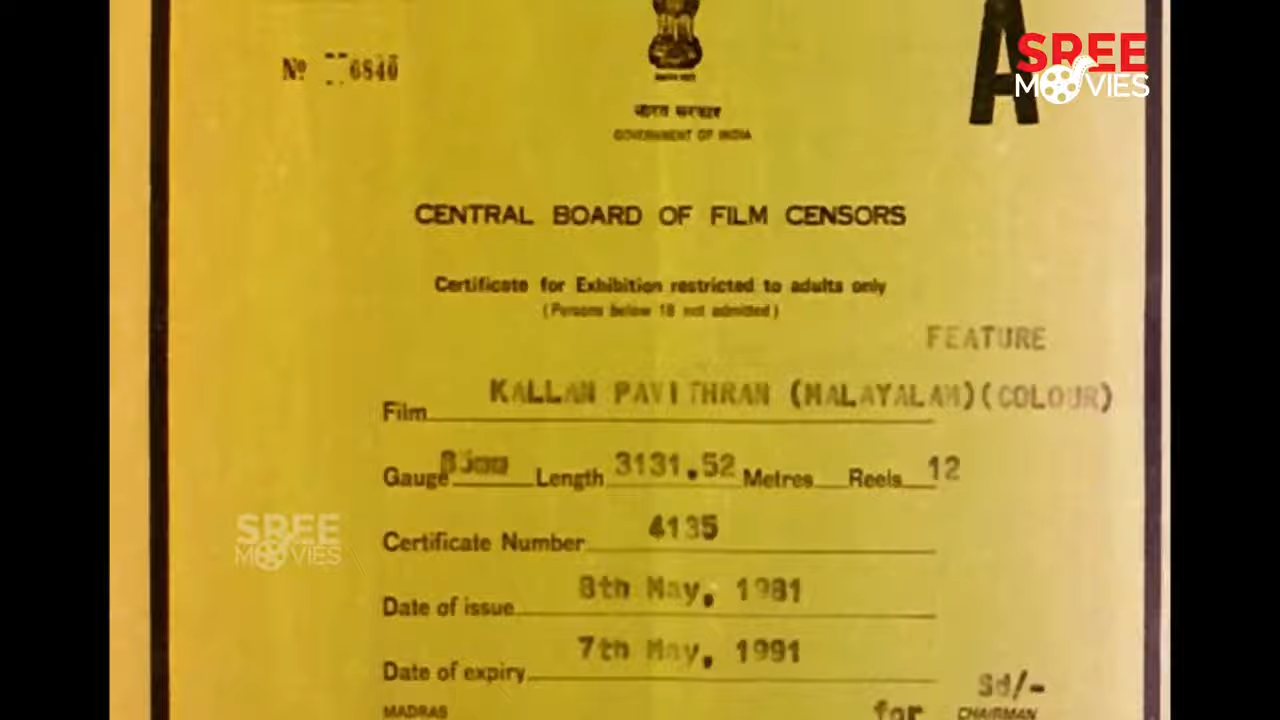 No 6840
A
SREE
MOVIES
भारत सरकार
GOVERNMENT OF INDIA
CENTRAL BOARD OF FILM CENSORS
Certificate for Exhibition restricted to adults only
(Persons below 18 not admitted)
FEATURE
Film KALLAN PAVITHRAN (MALAYALAM)(COLOUR)
Gauge Length 3131.52 Metres Reels 12
Certificate Number 4135
SREE
MOVIES
Date of issue 8th May, 1981
Date of expiry 7th May, 1991
Sd/-
MADRAS for CHAIRMAN